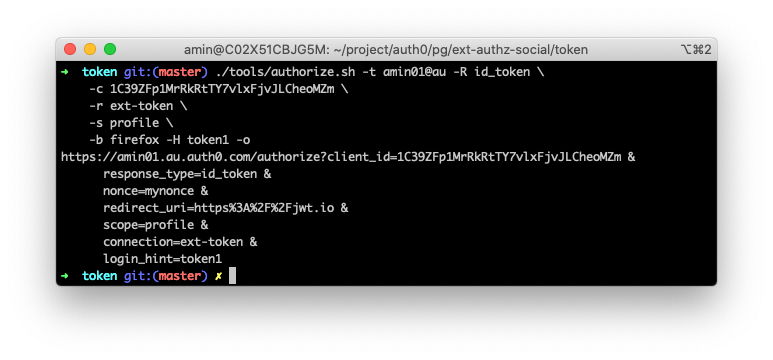 amin@C02X51CBJG5M: ~/project/auth0/pg/ext-authz-social/token ⌥⌘2
➜ token git:(master) ./tools/authorize.sh -t amin01@au -R id_token \
-c 1C39ZFp1MrRkRtTY7vlxFjvJLCheoMZm \
-r ext-token \
-s profile \
-b firefox -H token1 -o
https://amin01.au.auth0.com/authorize?client_id=1C39ZFp1MrRkRtTY7vlxFjvJLCheoMZm &
response_type=id_token &
nonce=mynonce &
redirect_uri=https%3A%2F%2Fjwt.io &
scope=profile &
connection=ext-token &
login_hint=token1
➜ token git:(master) ✗